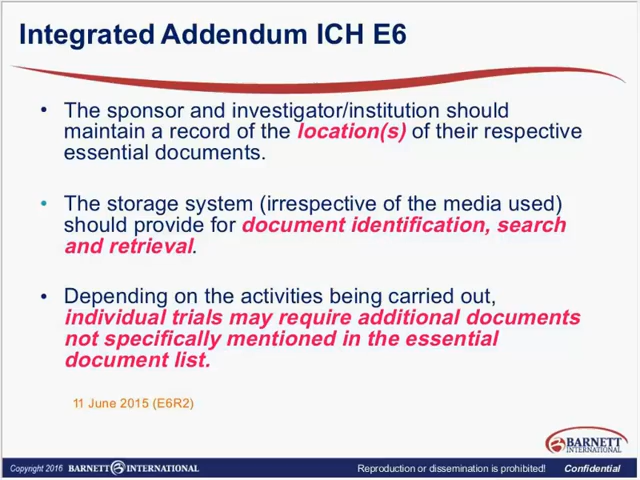 Integrated Addendum ICH E6
• The sponsor and investigator/institution should
maintain a record of the location(s) of their respective
essential documents.
• The storage system (irrespective of the media used)
should provide for document identification, search
and retrieval.
• Depending on the activities being carried out,
individual trials may require additional documents
not specifically mentioned in the essential
document list.
11 June 2015 (E6R2)
BARNETT
INTERNATIONAL
Copyright 2016 BARNETT INTERNATIONAL
Reproduction or dissemination is prohibited! Confidential